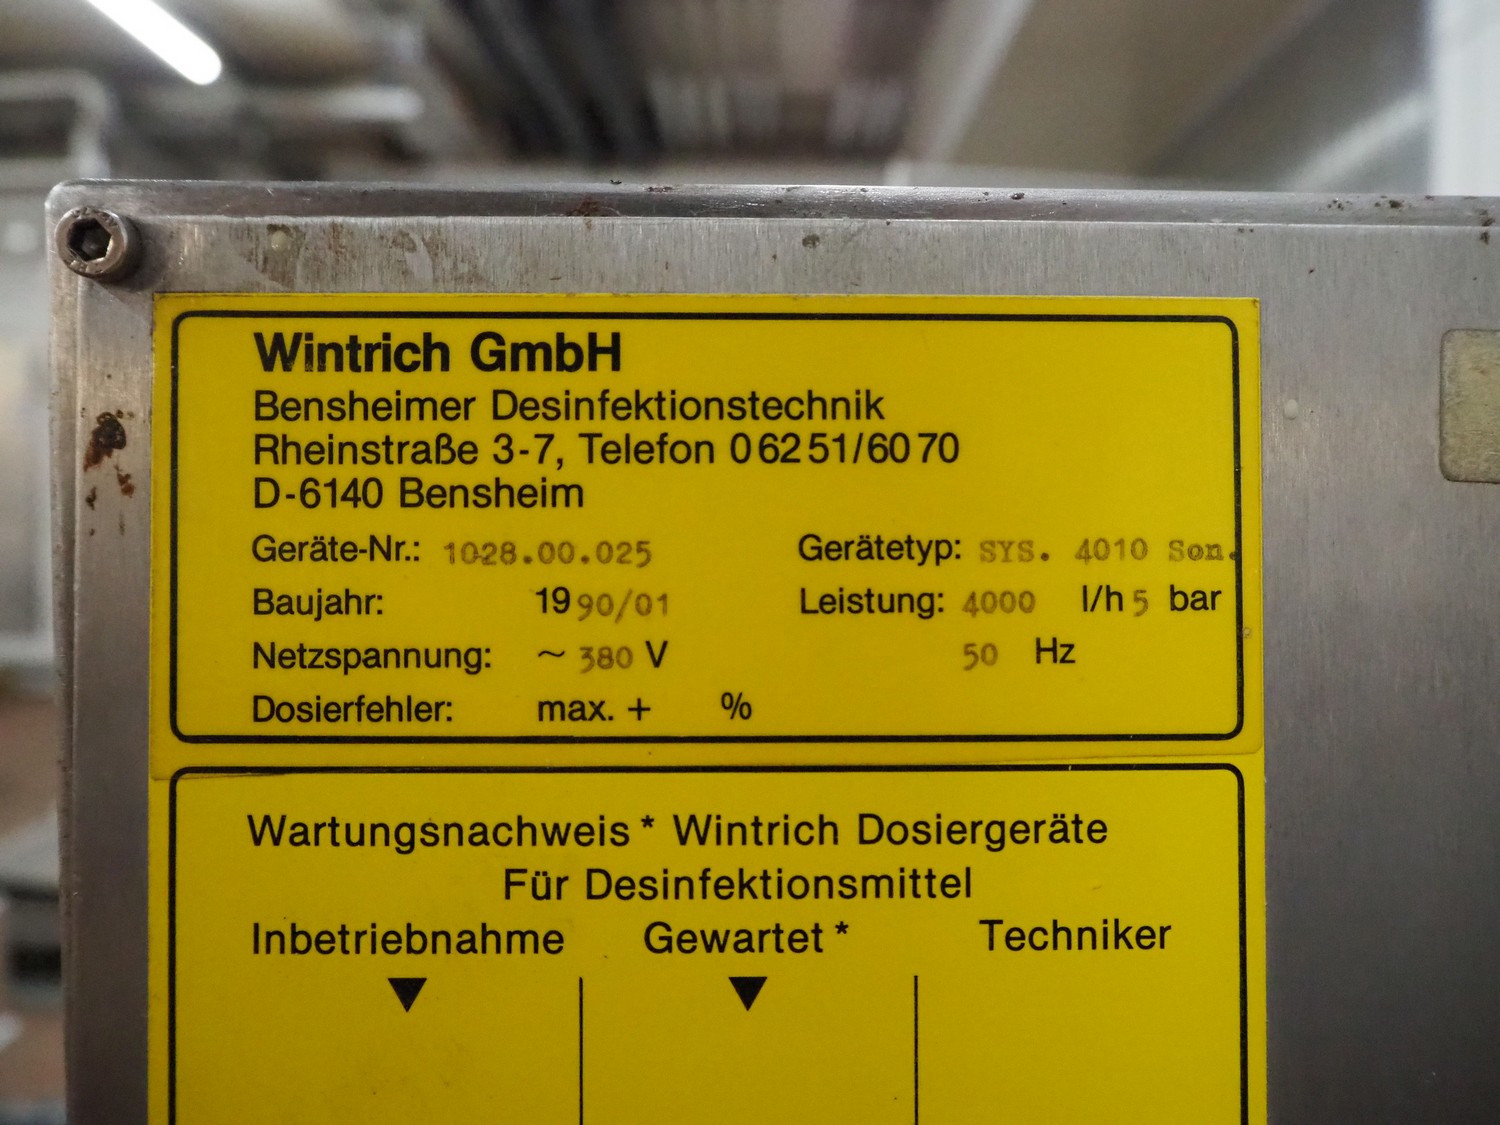 Wintrich GmbH
Bensheimer Desinfektionstechnik
Rheinstraße 3-7, Telefon 06251/6070
D-6140 Bensheim
Geräte-Nr.: 1028.00.025 Gerätetyp: SYS. 4010 Son.
Baujahr: 1990/01 Leistung: 4000 l/h 5 bar
Netzspannung: ~ 380 V 50 Hz
Dosierfehler: max. + %
Wartungsnachweis * Wintrich Dosiergeräte
Für Desinfektionsmittel
Inbetriebnahme Gewartet * Techniker